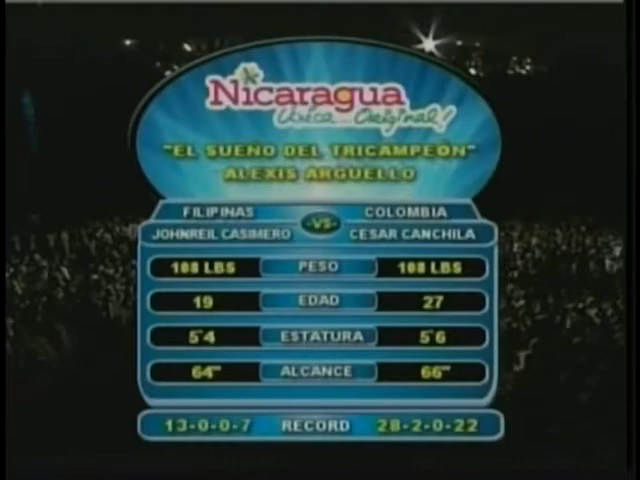 Nicaragua
Única... Original!
"EL SUENO DEL TRICAMPEON"
ALEXIS ARGUELLO
FILIPINAS -VS- COLOMBIA
JOHNREIL CASIMERO CESAR CANCHILA
108 LBS PESO 108 LBS
19 EDAD 27
5"4 ESTATURA 5"6
64"" ALCANCE 66""
13-0-0-7 RECORD 28-2-0-22